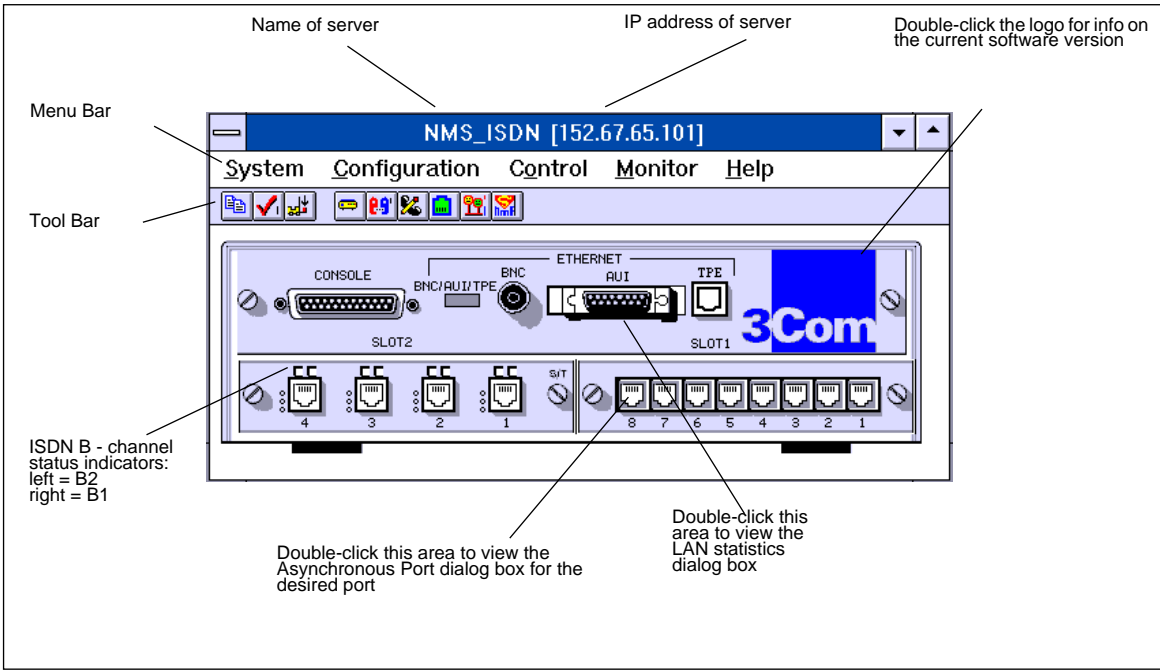 Name of server
IP address of server
Double-click the logo for info on
the current software version
Menu Bar
NMS_ISDN [152.67.65.101]
System Configuration Control Monitor Help
Tool Bar
ETHERNET
CONSOLE
BNC/AUI/TPE
BNC
AUI
TPE
3Com
SLOT2
SLOT1
S/T
4 3 2 1
8 7 6 5 4 3 2 1
ISDN B - channel
status indicators:
left = B2
right = B1
Double-click this area to view the
Asynchronous Port dialog box for the
desired port
Double-click this
area to view the
LAN statistics
dialog box